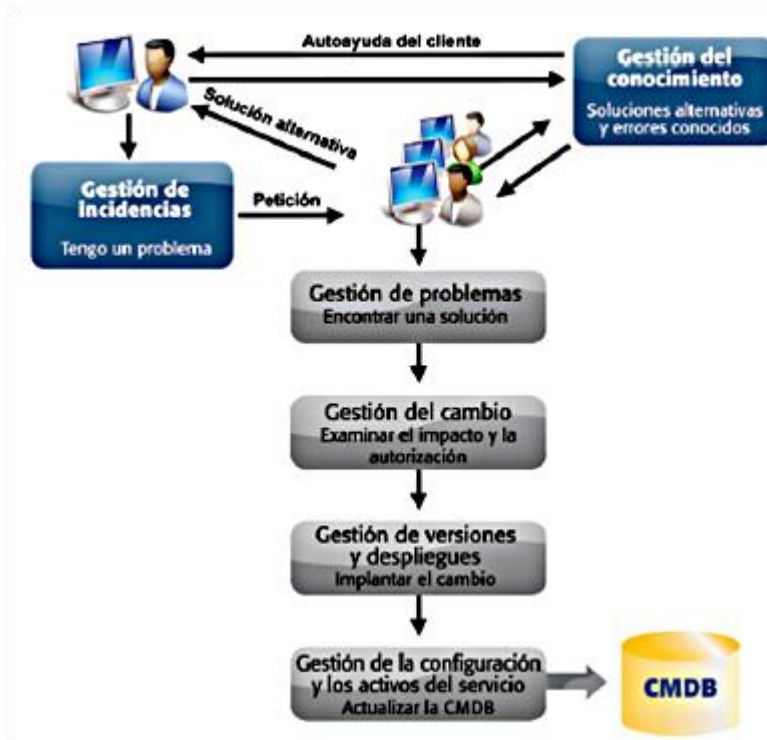 Autoayuda del cliente
Gestión del
conocimiento
Soluciones alternativas
y errores conocidos
Solución alternativa
Gestión de
incidencias
Tengo un problema
Petición
Gestión de problemas
Encontrar una solución
Gestión del cambio
Examinar el impacto y la
autorización
Gestión de versiones
y despliegues
Implantar el cambio
Gestión de la configuración
y los activos del servicio
Actualizar la CMDB
CMDB